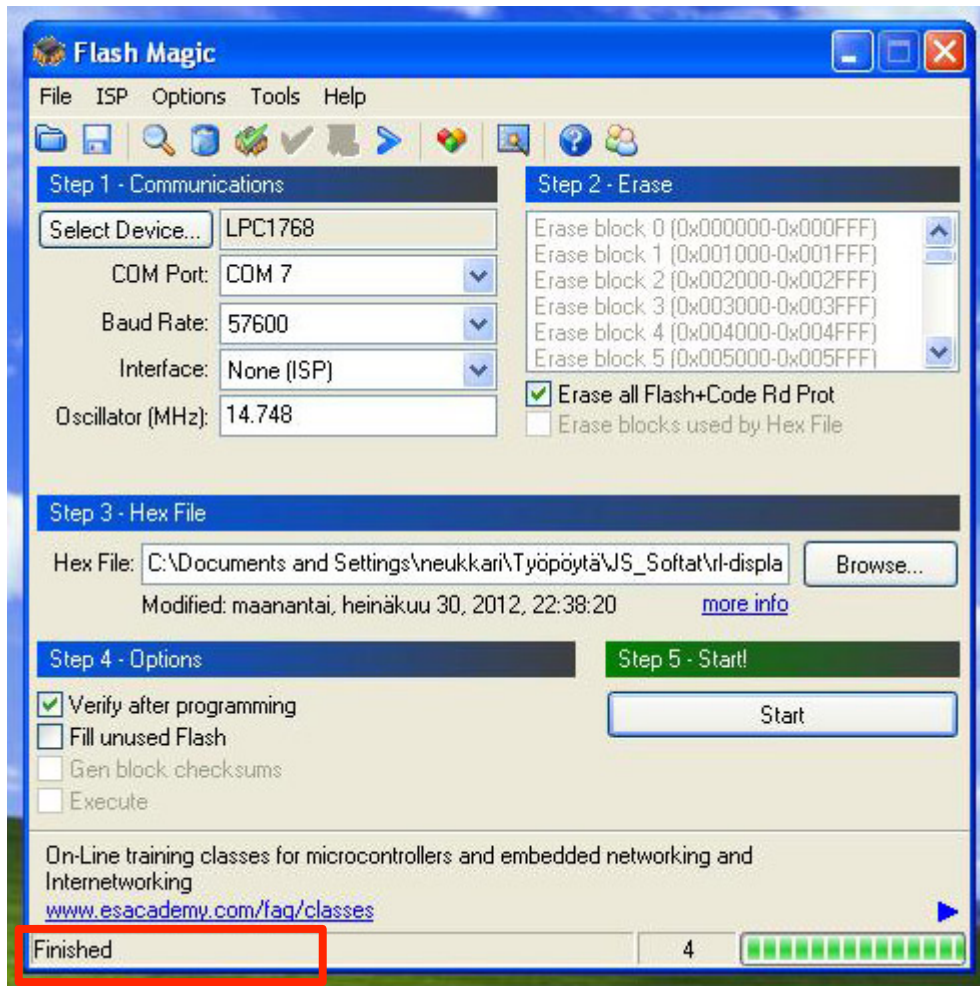 Flash Magic
File ISP Options Tools Help
Step 1 - Communications
Select Device... LPC1768
COM Port: COM 7
Baud Rate: 57600
Interface: None (ISP)
Oscillator (MHz): 14.748
Step 2 - Erase
Erase block 0 (0x000000-0x000FFF)
Erase block 1 (0x001000-0x001FFF)
Erase block 2 (0x002000-0x002FFF)
Erase block 3 (0x003000-0x003FFF)
Erase block 4 (0x004000-0x004FFF)
Erase block 5 (0x005000-0x005FFF)
Erase all Flash+Code Rd Prot
Erase blocks used by Hex File
Step 3 - Hex File
Hex File: C:\Documents and Settings\neukkari\Työpöytä\JS_Softat\rl-displa Browse...
Modified: maanantai, heinäkuu 30, 2012, 22:38:20 more info
Step 4 - Options
Verify after programming
Fill unused Flash
Gen block checksums
Execute
Step 5 - Start!
Start
On-Line training classes for microcontrollers and embedded networking and
Internetworking
www.esacademy.com/faq/classes
Finished 4